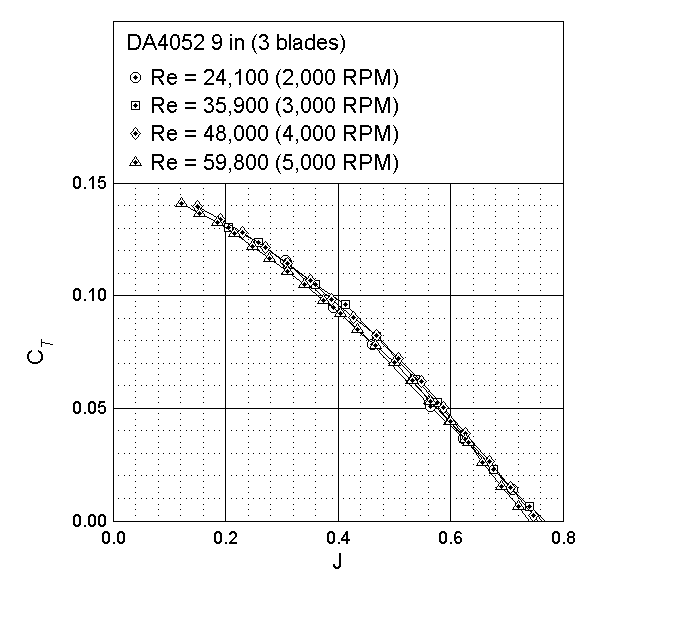 DA4052 9 in (3 blades)
Re = 24,100 (2,000 RPM)
Re = 35,900 (3,000 RPM)
Re = 48,000 (4,000 RPM)
Re = 59,800 (5,000 RPM)
0.15
0.10
C_T
0.05
0.00
0.0 0.2 0.4 0.6 0.8
J